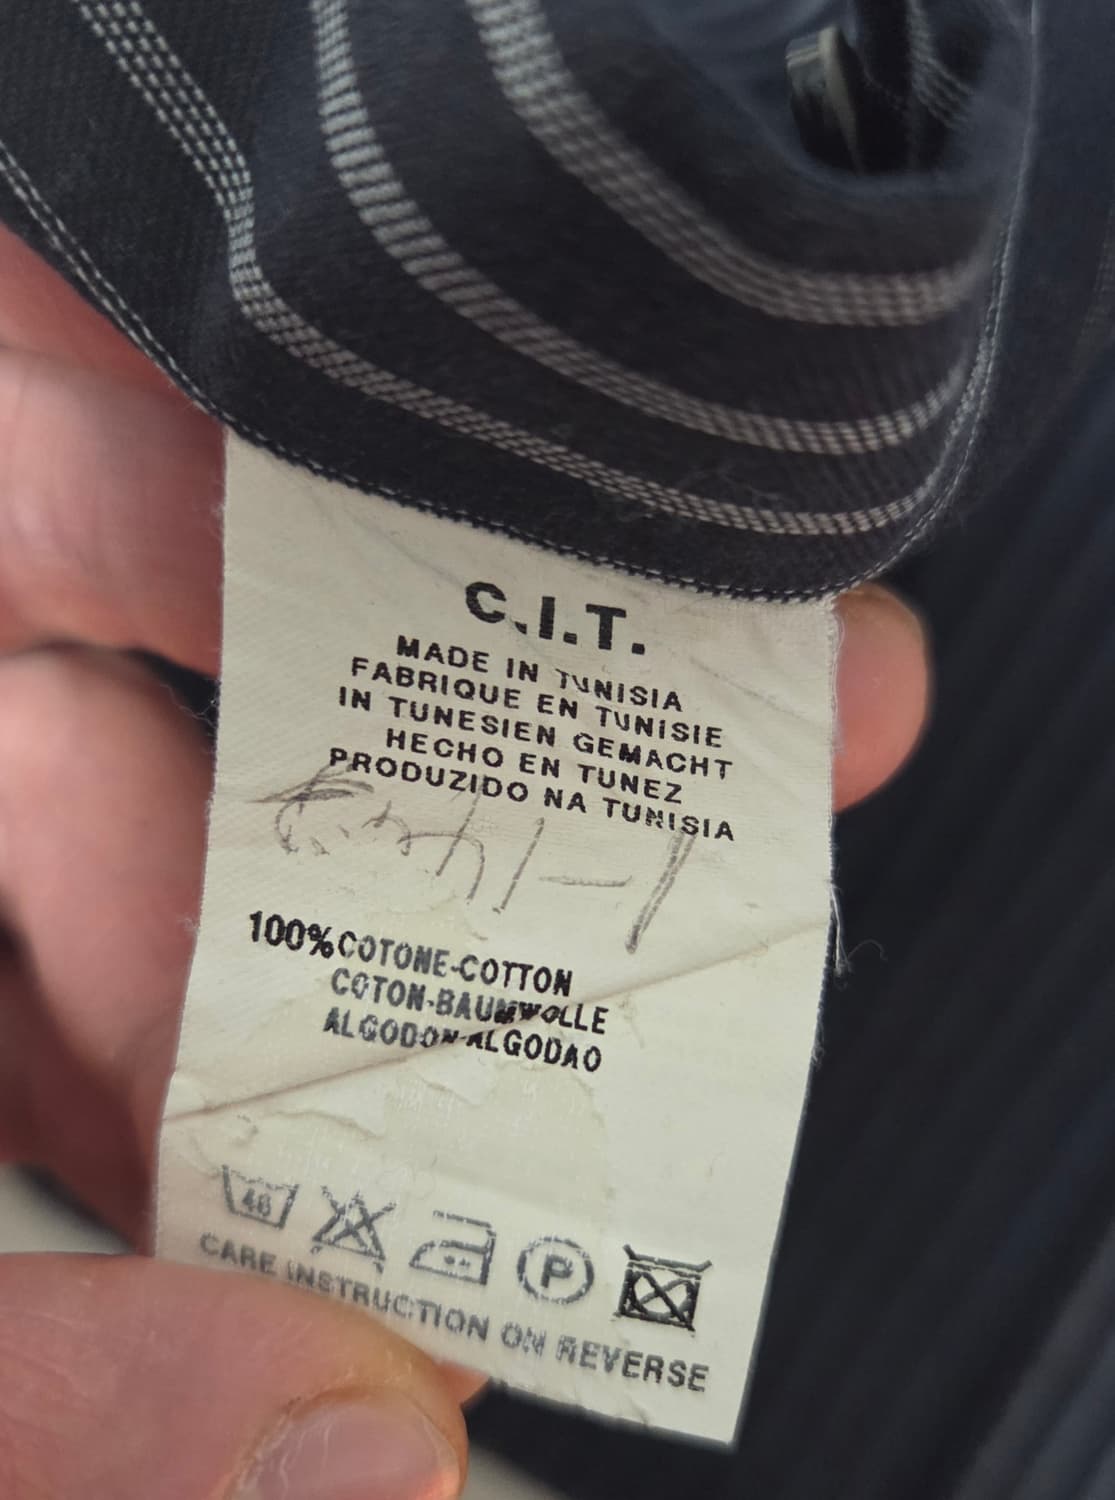 C.I.T.
MADE IN TUNISIA
FABRIQUE EN TUNISIE
IN TUNESIEN GEMACHT
HECHO EN TUNEZ
PRODUZIDO NA TUNISIA
100% COTONE-COTTON
COTON-BAUMWOLLE
ALGODON-ALGODAO
40 P
CARE INSTRUCTION ON REVERSE